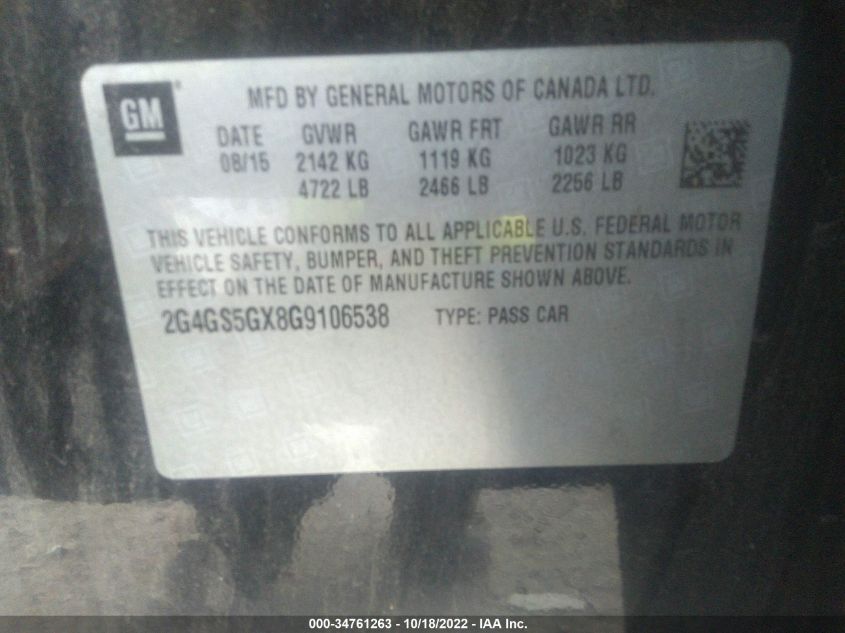 GM ®
MFD BY GENERAL MOTORS OF CANADA LTD.
DATE GVWR GAWR FRT GAWR RR
08/15 2142 KG 1119 KG 1023 KG
4722 LB 2466 LB 2256 LB
THIS VEHICLE CONFORMS TO ALL APPLICABLE U.S. FEDERAL MOTOR
VEHICLE SAFETY, BUMPER, AND THEFT PREVENTION STANDARDS IN
EFFECT ON THE DATE OF MANUFACTURE SHOWN ABOVE.
2G4GS5GX8G9106538 TYPE: PASS CAR
000-34761263 - 10/18/2022 - IAA Inc.